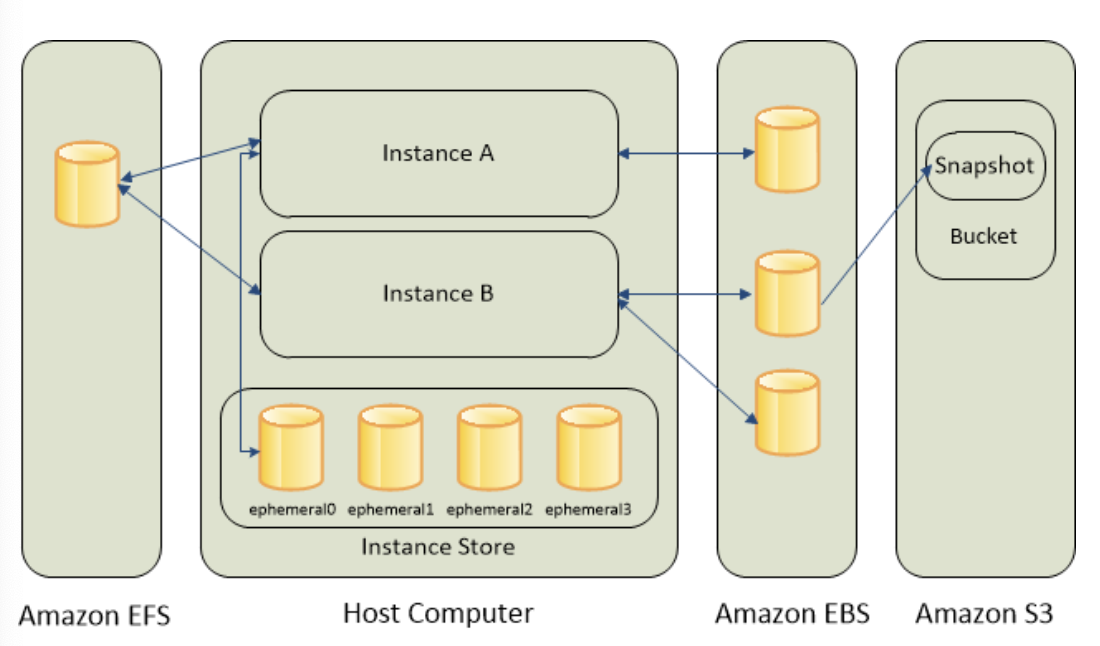 Instance A
Snapshot
Bucket
Instance B
ephemeral0 ephemeral1 ephemeral2 ephemeral3
Instance Store
Amazon EFS
Host Computer
Amazon EBS
Amazon S3